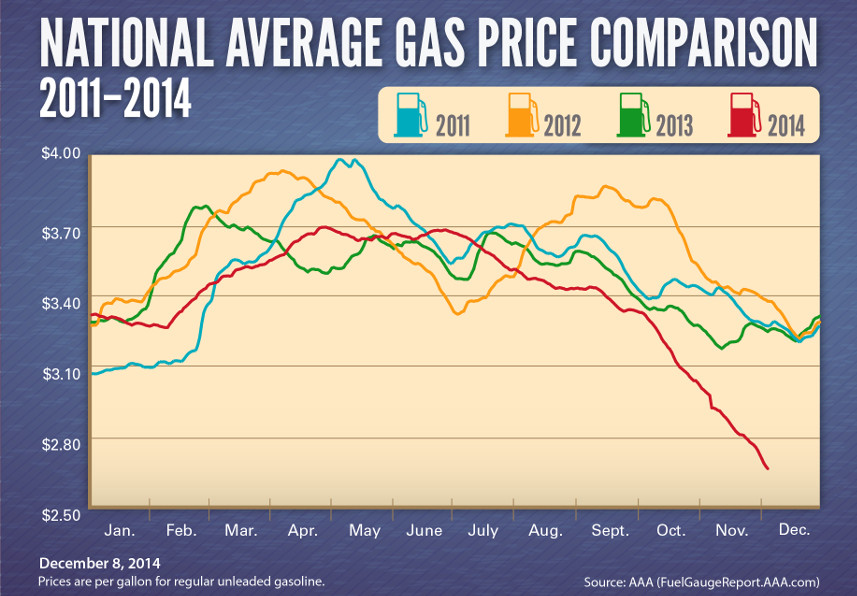 NATIONAL AVERAGE GAS PRICE COMPARISON
2011–2014
2011 2012 2013 2014
$4.00
$3.70
$3.40
$3.10
$2.80
$2.50
Jan. Feb. Mar. Apr. May June July Aug. Sept. Oct. Nov. Dec.
December 8, 2014
Prices are per gallon for regular unleaded gasoline.
Source: AAA (FuelGaugeReport.AAA.com)